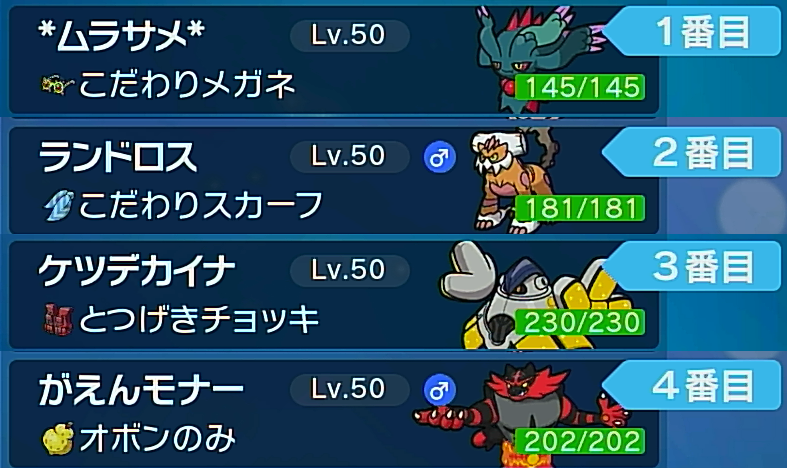 *ムラサメ* Lv.50 1番目
こだわりメガネ 145/145
ランドロス Lv.50 ♂ 2番目
こだわりスカーフ 181/181
ケツデカイナ Lv.50 3番目
とつげきチョッキ 230/230
がえんモナー Lv.50 ♂ 4番目
オボンのみ 202/202